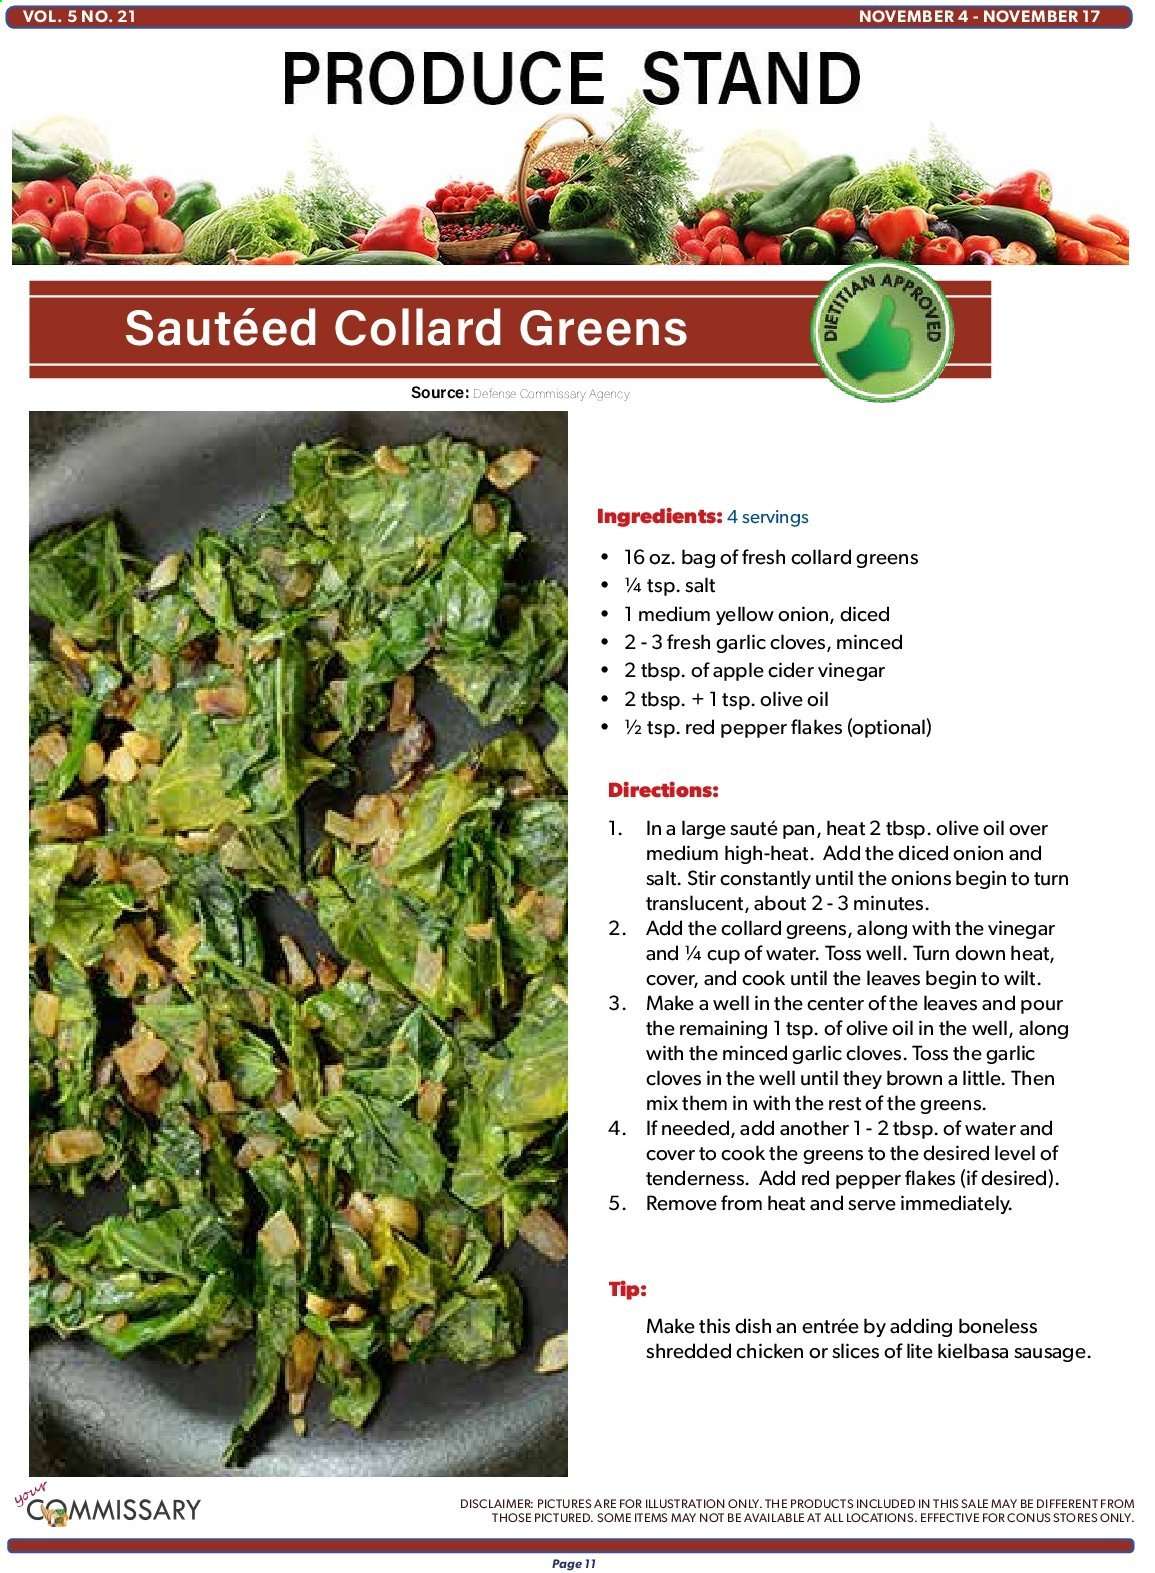 VOL. 5 NO. 21
NOVEMBER 4 - NOVEMBER 17
PRODUCE STAND
Sautéed Collard Greens
DIETITIAN APPROVED
Source: Defense Commissary Agency
Ingredients: 4 servings
• 16 oz. bag of fresh collard greens
• ¼ tsp. salt
• 1 medium yellow onion, diced
• 2 - 3 fresh garlic cloves, minced
• 2 tbsp. of apple cider vinegar
• 2 tbsp. + 1 tsp. olive oil
• ½ tsp. red pepper flakes (optional)
Directions:
1. In a large sauté pan, heat 2 tbsp. olive oil over
medium high-heat. Add the diced onion and
salt. Stir constantly until the onions begin to turn
translucent, about 2 - 3 minutes.
2. Add the collard greens, along with the vinegar
and ¼ cup of water. Toss well. Turn down heat,
cover, and cook until the leaves begin to wilt.
3. Make a well in the center of the leaves and pour
the remaining 1 tsp. of olive oil in the well, along
with the minced garlic cloves. Toss the garlic
cloves in the well until they brown a little. Then
mix them in with the rest of the greens.
4. If needed, add another 1 - 2 tbsp. of water and
cover to cook the greens to the desired level of
tenderness. Add red pepper flakes (if desired).
5. Remove from heat and serve immediately.
Tip:
Make this dish an entrée by adding boneless
shredded chicken or slices of lite kielbasa sausage.
your
COMMISSARY
DISCLAIMER: PICTURES ARE FOR ILLUSTRATION ONLY. THE PRODUCTS INCLUDED IN THIS SALE MAY BE DIFFERENT FROM
THOSE PICTURED. SOME ITEMS MAY NOT BE AVAILABLE AT ALL LOCATIONS. EFFECTIVE FOR CONUS STORES ONLY.
Page 11